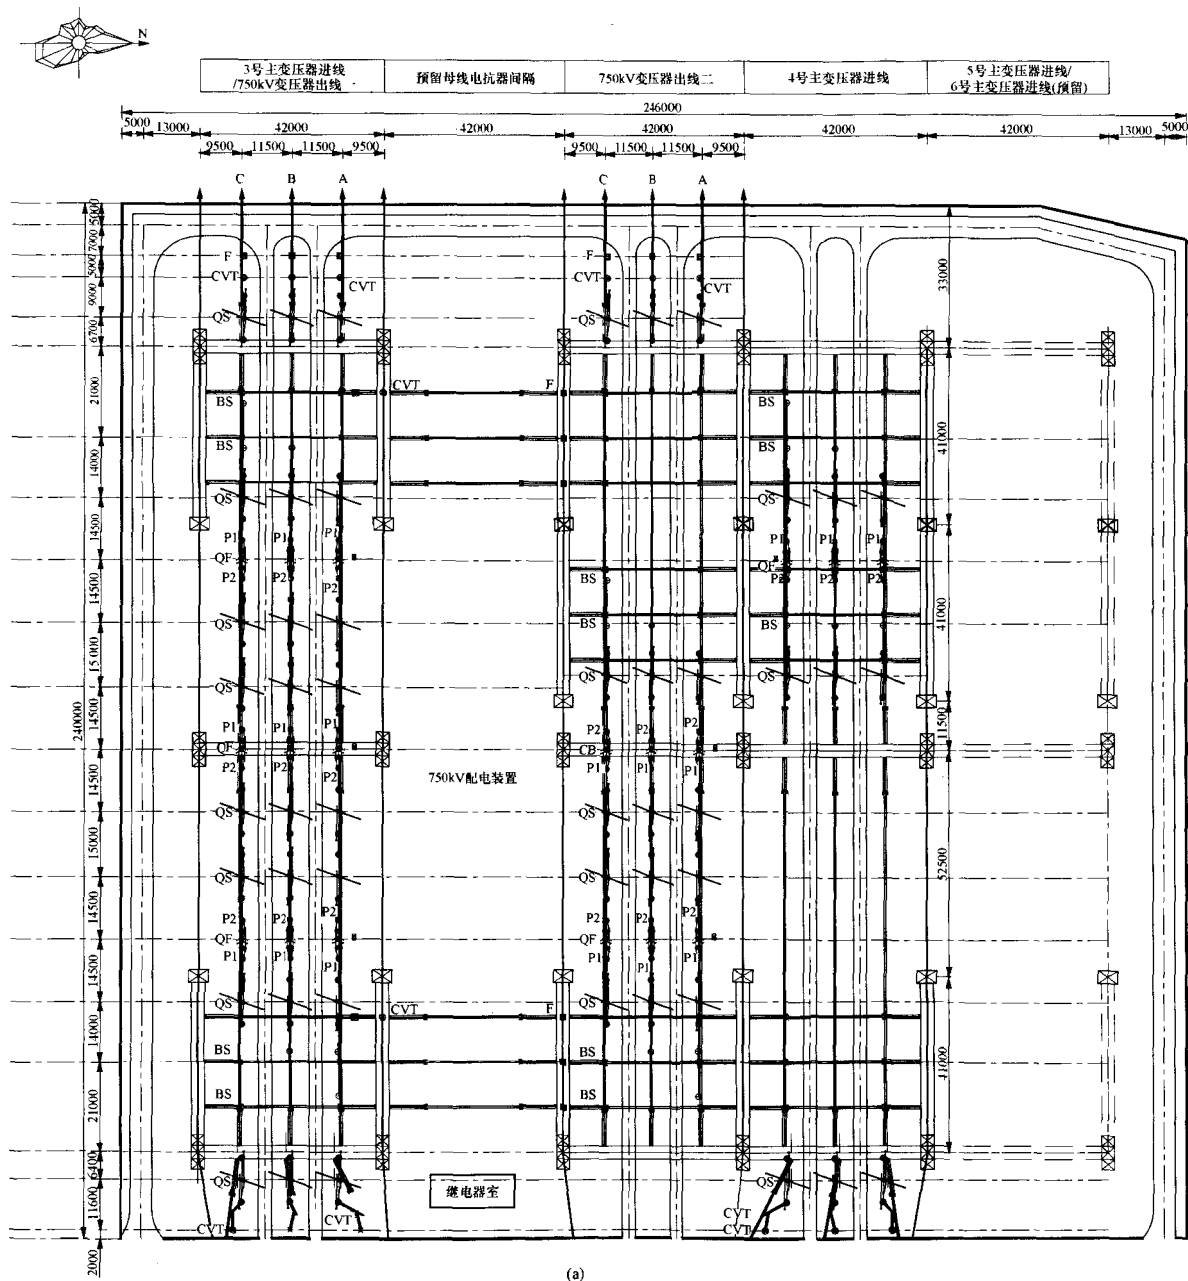 N
3号主变压器进线
/750kV变压器出线
预留母线电抗器间隔
750kV变压器出线二
4号主变压器进线
5号主变压器进线/
6号主变压器进线(预留)
246000
5000
13000
42000
42000
42000
42000
42000
13000
5000
9500
11500
11500
9500
9500
11500
11500
9500
C
B
A
C
B
A
5000
7000
5000
9000
6700
21000
14000
14500
14500
15000
14500
14500
15000
14500
14500
14000
21000
6400
11600
2000
240000
33000
41000
41000
11500
52500
41000
F
CVT
CVT
QS
F
CVT
CVT
QS
CVT
F
BS
BS
BS
BS
QS
QS
P1
P1
P1
QF
P2
P2
P2
P1
P1
P1
QF
P2
P2
P2
BS
BS
BS
QS
QS
QS
QS
P1
P1
P1
QF
P2
P2
P2
P2
P2
P2
CB
P1
P1
P1
750kV配电装置
QS
QS
QS
QS
P2
P2
P2
QF
P1
P1
P1
P2
P2
P2
QF
P1
P1
P1
QS
QS
CVT
F
BS
BS
BS
BS
QS
QS
继电器室
CVT
CVT
CVT
CVT
(a)